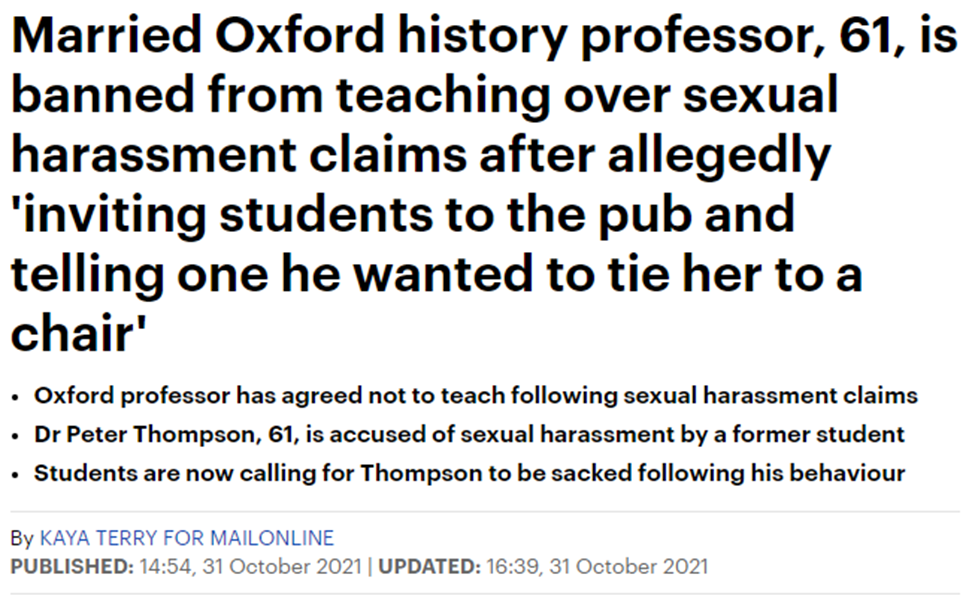 Married Oxford history professor, 61, is
banned from teaching over sexual
harassment claims after allegedly
'inviting students to the pub and
telling one he wanted to tie her to a
chair'
• Oxford professor has agreed not to teach following sexual harassment claims
• Dr Peter Thompson, 61, is accused of sexual harassment by a former student
• Students are now calling for Thompson to be sacked following his behaviour
By KAYA TERRY FOR MAILONLINE
PUBLISHED: 14:54, 31 October 2021 | UPDATED: 16:39, 31 October 2021